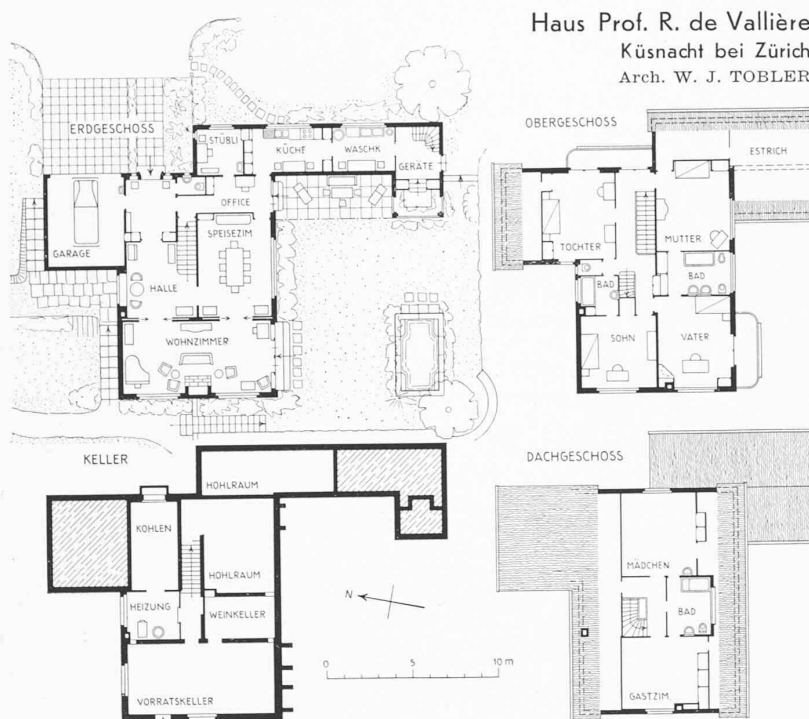 Haus Prof. R. de Vallière
Küsnacht bei Zürich
Arch. W. J. TOBLER
ERDGESCHOSS
STÜBLI
KÜCHE
WASCHK
GERÄTE
OFFICE
GARAGE
SPEISEZIM
HALLE
WOHNZIMMER
OBERGESCHOSS
ESTRICH
TOCHTER
MUTTER
BAD
BAD
SOHN
VATER
KELLER
HOHLRAUM
KOHLEN
HOHLRAUM
HEIZUNG
WEINKELLER
VORRATSKELLER
N
0 5 10 m
DACHGESCHOSS
MÄDCHEN
BAD
GASTZIM.